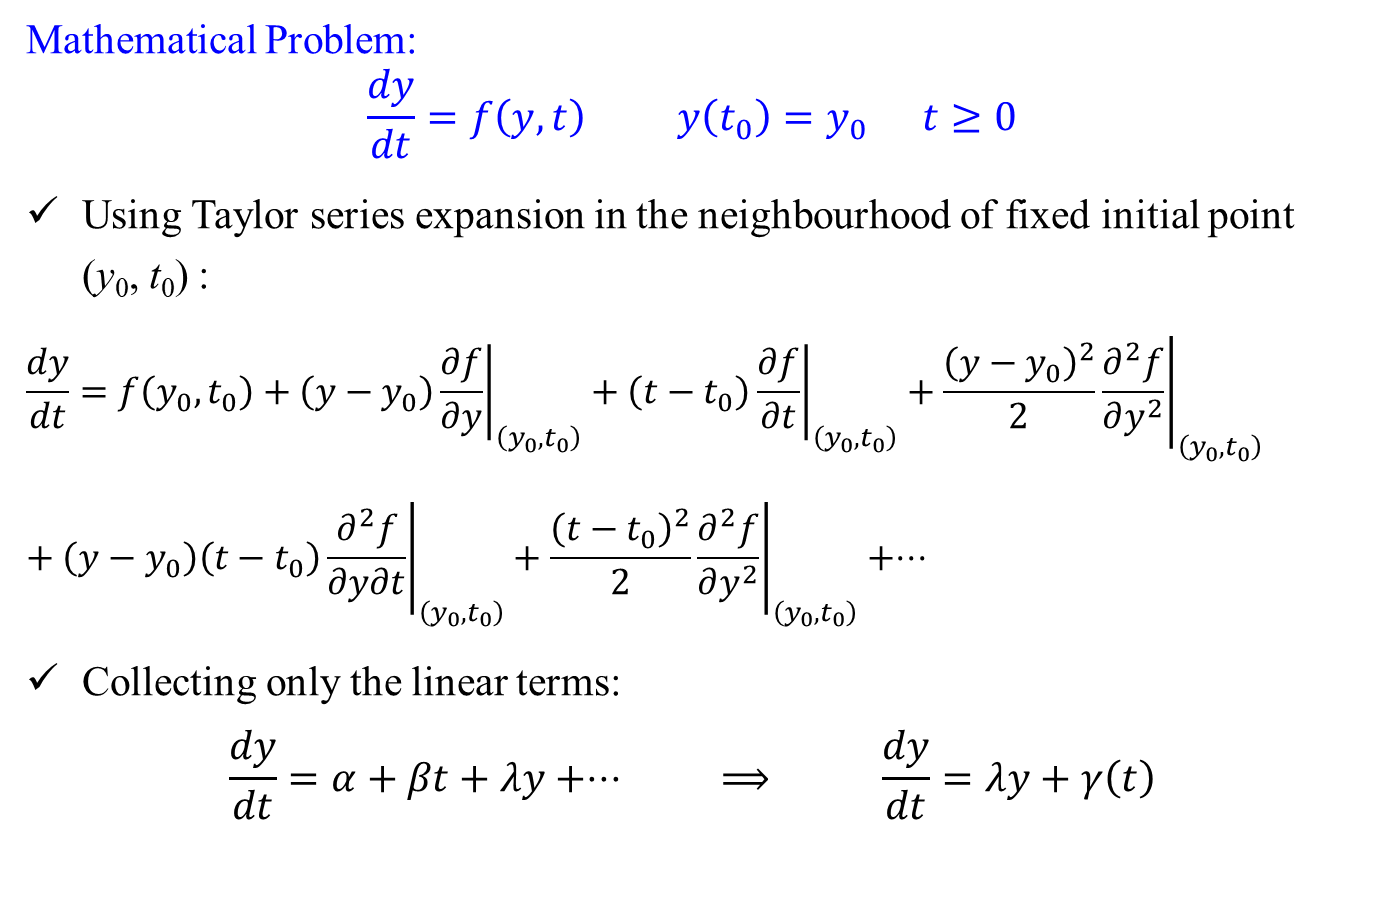 Mathematical Problem:
dy/dt = f(y, t)    y(t₀) = y₀    t ≥ 0
✓ Using Taylor series expansion in the neighbourhood of fixed initial point
(y₀, t₀) :
dy/dt = f(y₀, t₀) + (y − y₀) ∂f/∂y|(y₀,t₀) + (t − t₀) ∂f/∂t|(y₀,t₀) + (y − y₀)²/2 ∂²f/∂y²|(y₀,t₀)
+ (y − y₀)(t − t₀) ∂²f/∂y∂t|(y₀,t₀) + (t − t₀)²/2 ∂²f/∂y²|(y₀,t₀) +⋯
✓ Collecting only the linear terms:
dy/dt = α + βt + λy +⋯    ⟹    dy/dt = λy + γ(t)